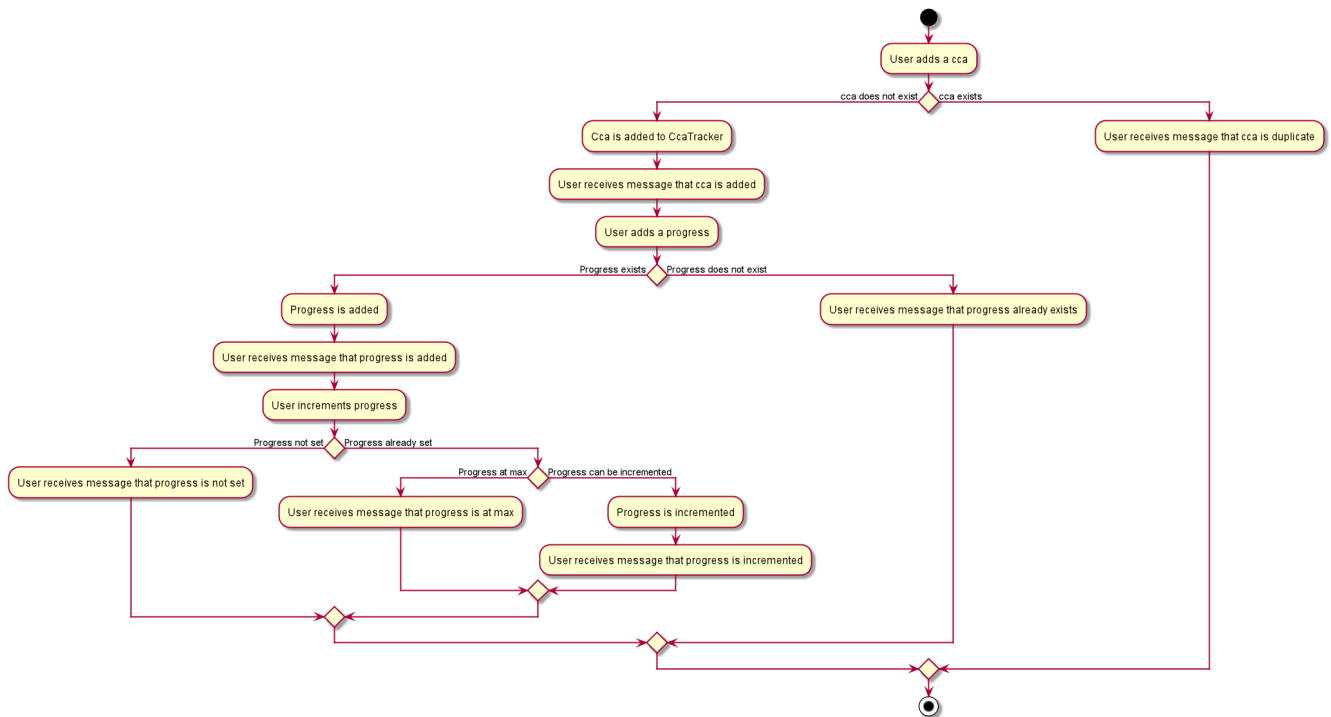 User adds a cca
cca does not exist
cca exists
Cca is added to CcaTracker
User receives message that cca is duplicate
User receives message that cca is added
User adds a progress
Progress exists
Progress does not exist
Progress is added
User receives message that progress already exists
User receives message that progress is added
User increments progress
Progress not set
Progress already set
User receives message that progress is not set
Progress at max
Progress can be incremented
User receives message that progress is at max
Progress is incremented
User receives message that progress is incremented